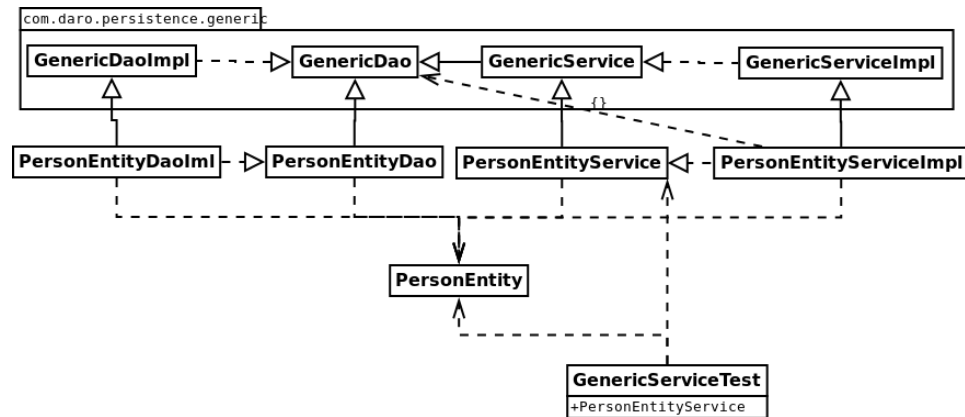 com.daro.persistence.generic
GenericDaoImpl
GenericDao
GenericService
GenericServiceImpl
{}
PersonEntityDaoIml
PersonEntityDao
PersonEntityService
PersonEntityServiceImpl
PersonEntity
GenericServiceTest
+PersonEntityService